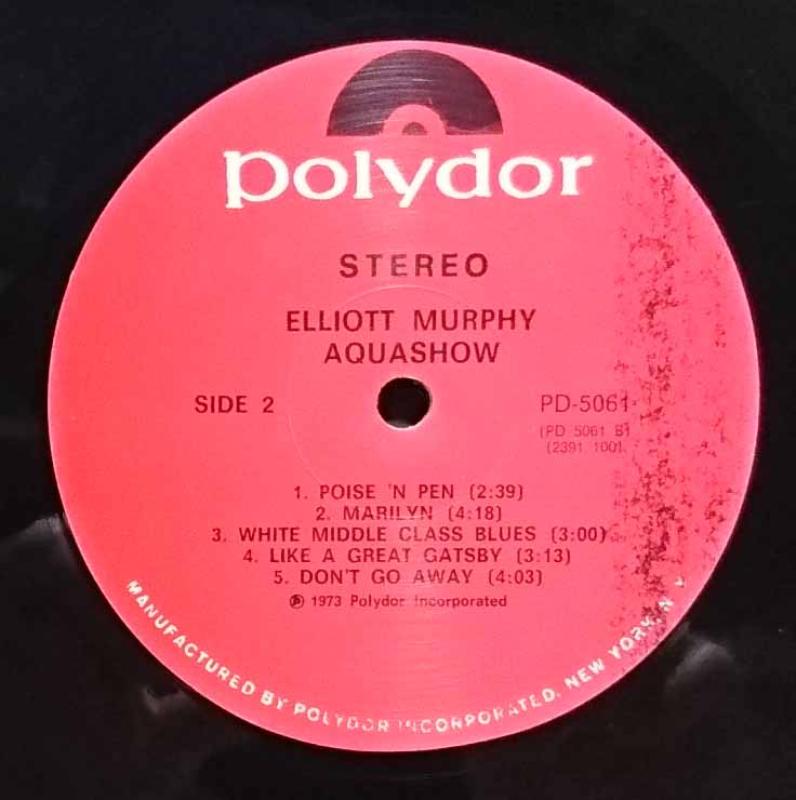 polydor
STEREO
ELLIOTT MURPHY
AQUASHOW
SIDE 2 PD-5061
(PD 5061 B)
(2391 100)
1. POISE 'N PEN (2:39)
2. MARILYN (4:18)
3. WHITE MIDDLE CLASS BLUES (3:00)
4. LIKE A GREAT GATSBY (3:13)
5. DON'T GO AWAY (4:03)
℗ 1973 Polydor Incorporated
MANUFACTURED BY POLYDOR INCORPORATED, NEW YORK, N.Y.